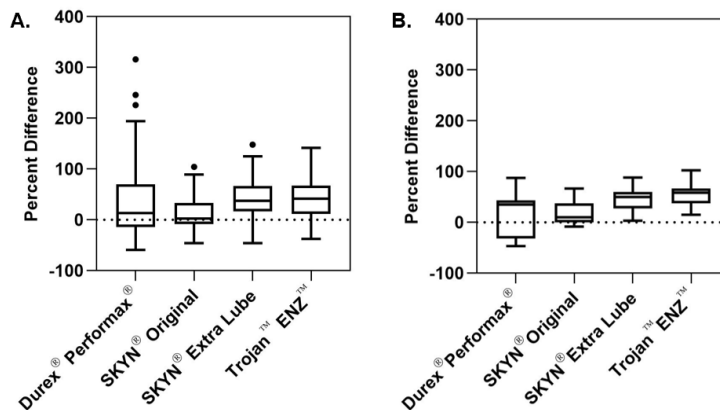 A.
Percent Difference
400
300
200
100
0
-100
Durex® Performax®
SKYN® Original
SKYN® Extra Lube
Trojan™ ENZ™
B.
Percent Difference
400
300
200
100
0
-100
Durex® Performax®
SKYN® Original
SKYN® Extra Lube
Trojan™ ENZ™